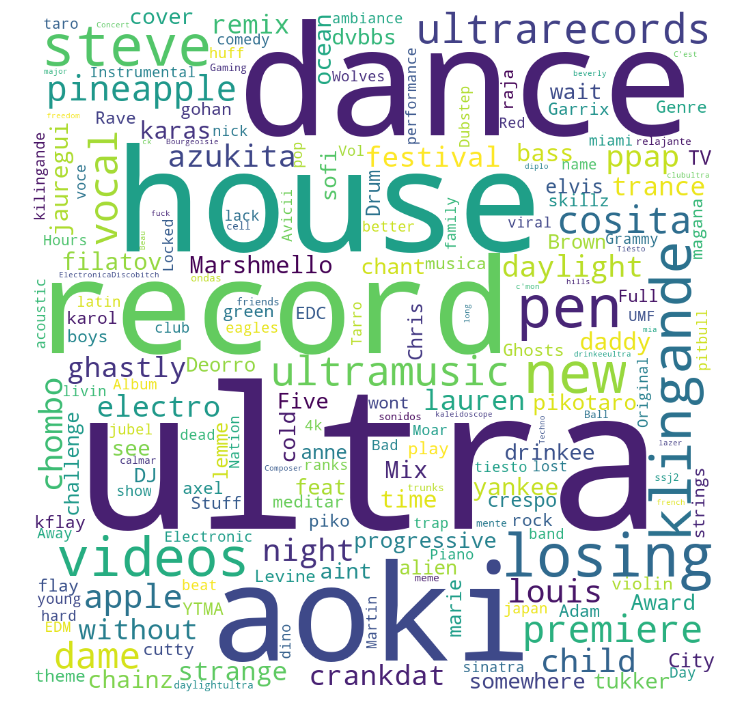 taro
Concert
cover
remix
ambiance
ocean
dvbbs
ultrarecords
steve
huff
comedy
dance
C'est
major
Instrumental
Gaming
Wolves
performance
beverly
pineapple
Rave
gohan
raja
wait
Garrix
Genre
freedom
karas
nick
pop
Dubstep
Red
miami
relajante
kilingande
jauregui
voce
vocal
ck
Bourgeoisie
azukita
sofi
Vol
festival
bass
name
ppap
TV
diplo
clubultra
house
Drum
elvis
trance
skillz
Hours
fuck
lack
Avicii
better
family
viral
cosita
magana
filatov
Locked
cell
beau
Marshmello
chant
musica
Brown
Grammy
Tiësto
daylight
ElectronicaDiscobitch
ondas
c'mon
hills
record
acoustic
latin
karol
boys
friends
green
club
eagles
EDC
Tarro
Chris
long
pen
Full
UMF
mia
klingande
pitbull
daddy
Ghosts
drinkeeultra
ghastly
Deorro
ultramusic
new
Original
livin
Album
chombo
challenge
electro
Five
wont
lauren
pikotaro
Ball
jubel
Nation
lemme
cold
sonidos
Moar
kaleidoscope
Techno
see
dead
4k
anne
Bad
play
drinkee
lazer
calmar
DJ
Composer
Mix
ranks
tiesto
lost
ssj2
show
axel
Stuff
feat
trunks
time
yankee
strings
ultra
meditar
crespo
kflay
piko
trap
mente
rock
band
french
Away
Electronic
progressive
Piano
videos
night
aint
alien
losing
violin
flay
young
apple
beat
Levine
meme
marie
louis
japan
Adam
Award
hard
YTMA
aoki
Martin
EDM
without
cutty
dino
premiere
dame
strange
sinatra
child
City
Day
theme
chainz
daylightultra
crankdat
somewhere
tukker